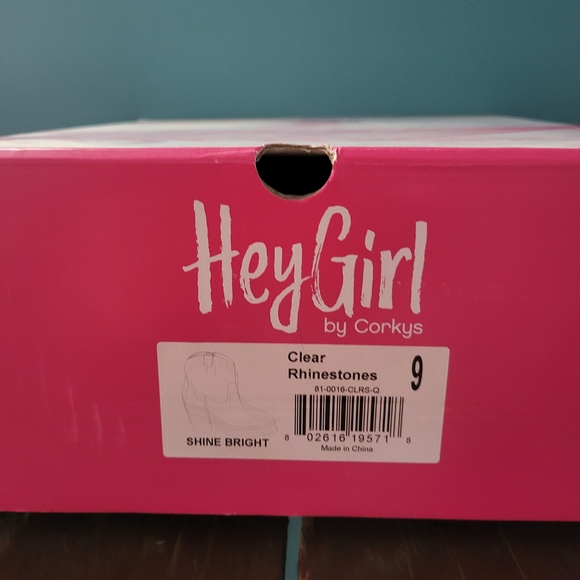 HeyGirl
by Corkys
Clear
Rhinestones
9
81-0016-CLRS-Q
SHINE BRIGHT
8 02616 19571 8
Made in China